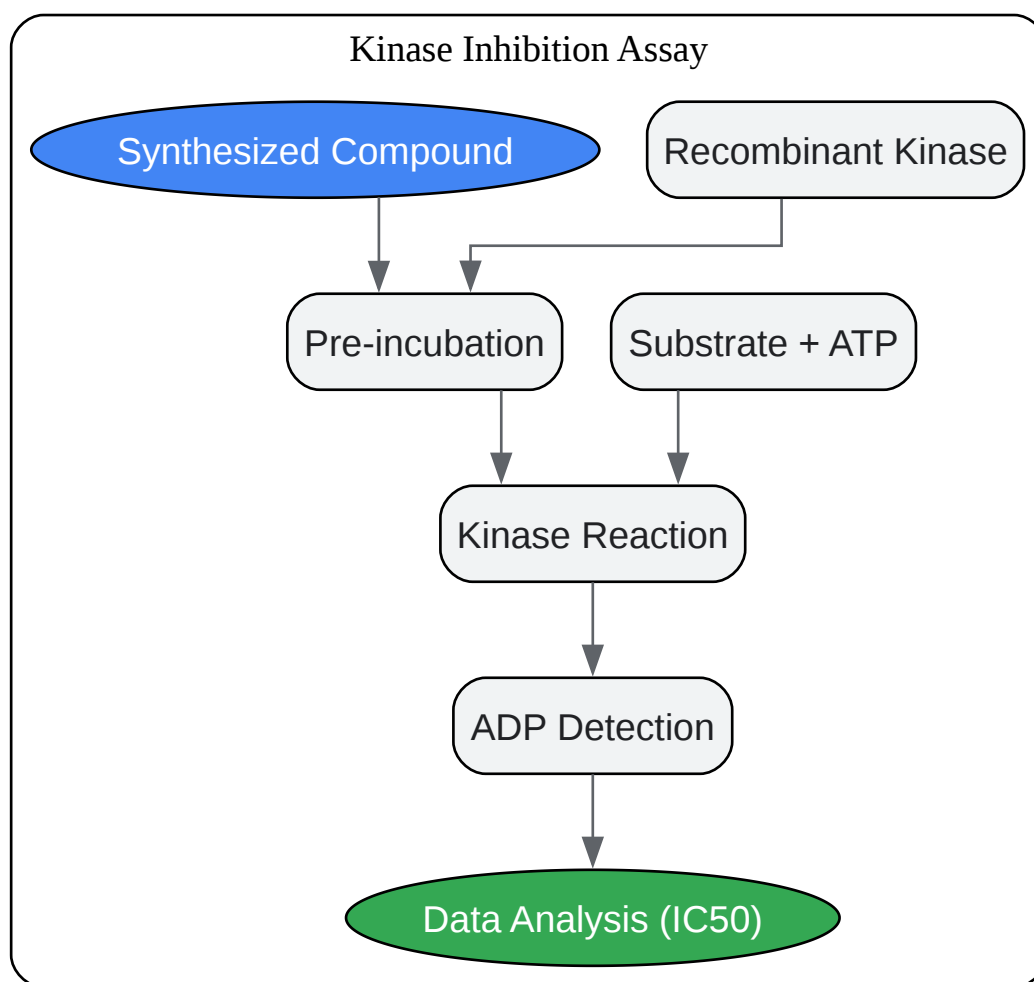 Kinase Inhibition Assay
Synthesized Compound
Recombinant Kinase
Pre-incubation
Substrate + ATP
Kinase Reaction
ADP Detection
Data Analysis (IC50)